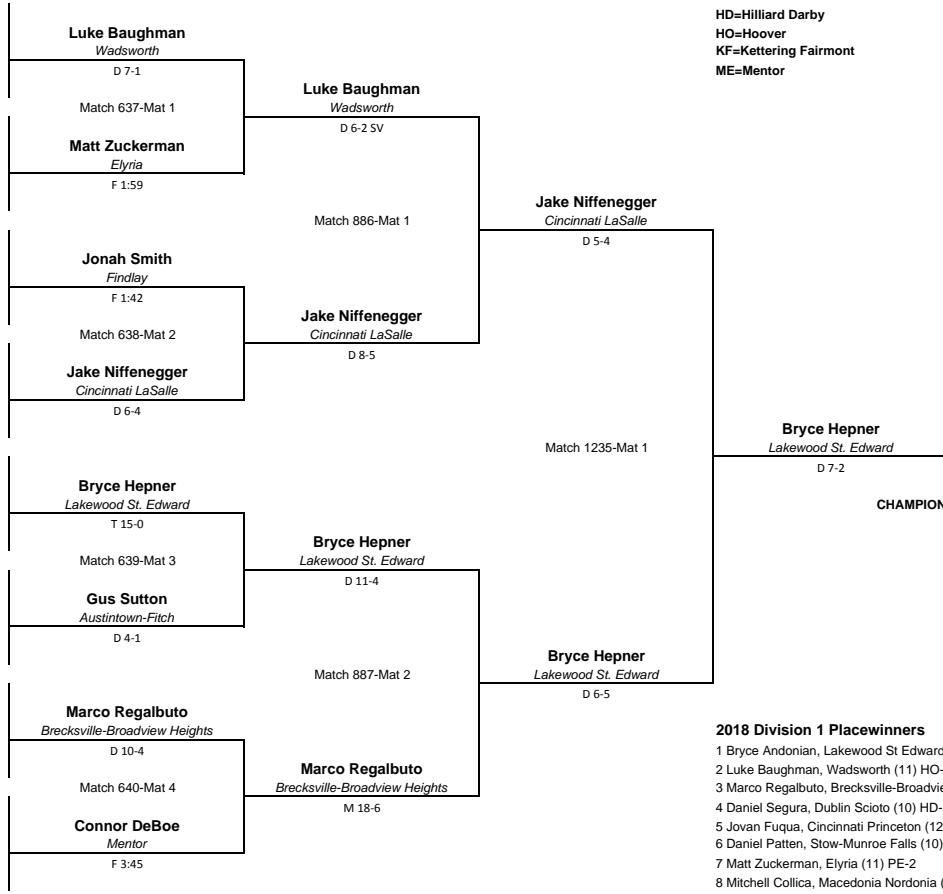 HD=Hilliard Darby
HO=Hoover
KF=Kettering Fairmont
ME=Mentor
Luke Baughman
Wadsworth
D 7-1
Match 637-Mat 1
Matt Zuckerman
Elyria
F 1:59
Jonah Smith
Findlay
F 1:42
Match 638-Mat 2
Jake Niffenegger
Cincinnati LaSalle
D 6-4
Bryce Hepner
Lakewood St. Edward
T 15-0
Match 639-Mat 3
Gus Sutton
Austintown-Fitch
D 4-1
Marco Regalbuto
Brecksville-Broadview Heights
D 10-4
Match 640-Mat 4
Connor DeBoe
Mentor
F 3:45
Luke Baughman
Wadsworth
D 6-2 SV
Match 886-Mat 1
Jake Niffenegger
Cincinnati LaSalle
D 8-5
Bryce Hepner
Lakewood St. Edward
D 11-4
Match 887-Mat 2
Marco Regalbuto
Brecksville-Broadview Heights
M 18-6
Jake Niffenegger
Cincinnati LaSalle
D 5-4
Match 1235-Mat 1
Bryce Hepner
Lakewood St. Edward
D 6-5
Bryce Hepner
Lakewood St. Edward
D 7-2
CHAMPION
2018 Division 1 Placewinners
1 Bryce Andonian, Lakewood St Edward
2 Luke Baughman, Wadsworth (11) HO-
3 Marco Regalbuto, Brecksville-Broadvie
4 Daniel Segura, Dublin Scioto (10) HD-
5 Jovan Fuqua, Cincinnati Princeton (12
6 Daniel Patten, Stow-Munroe Falls (10)
7 Matt Zuckerman, Elyria (11) PE-2
8 Mitchell Collica, Macedonia Nordonia (